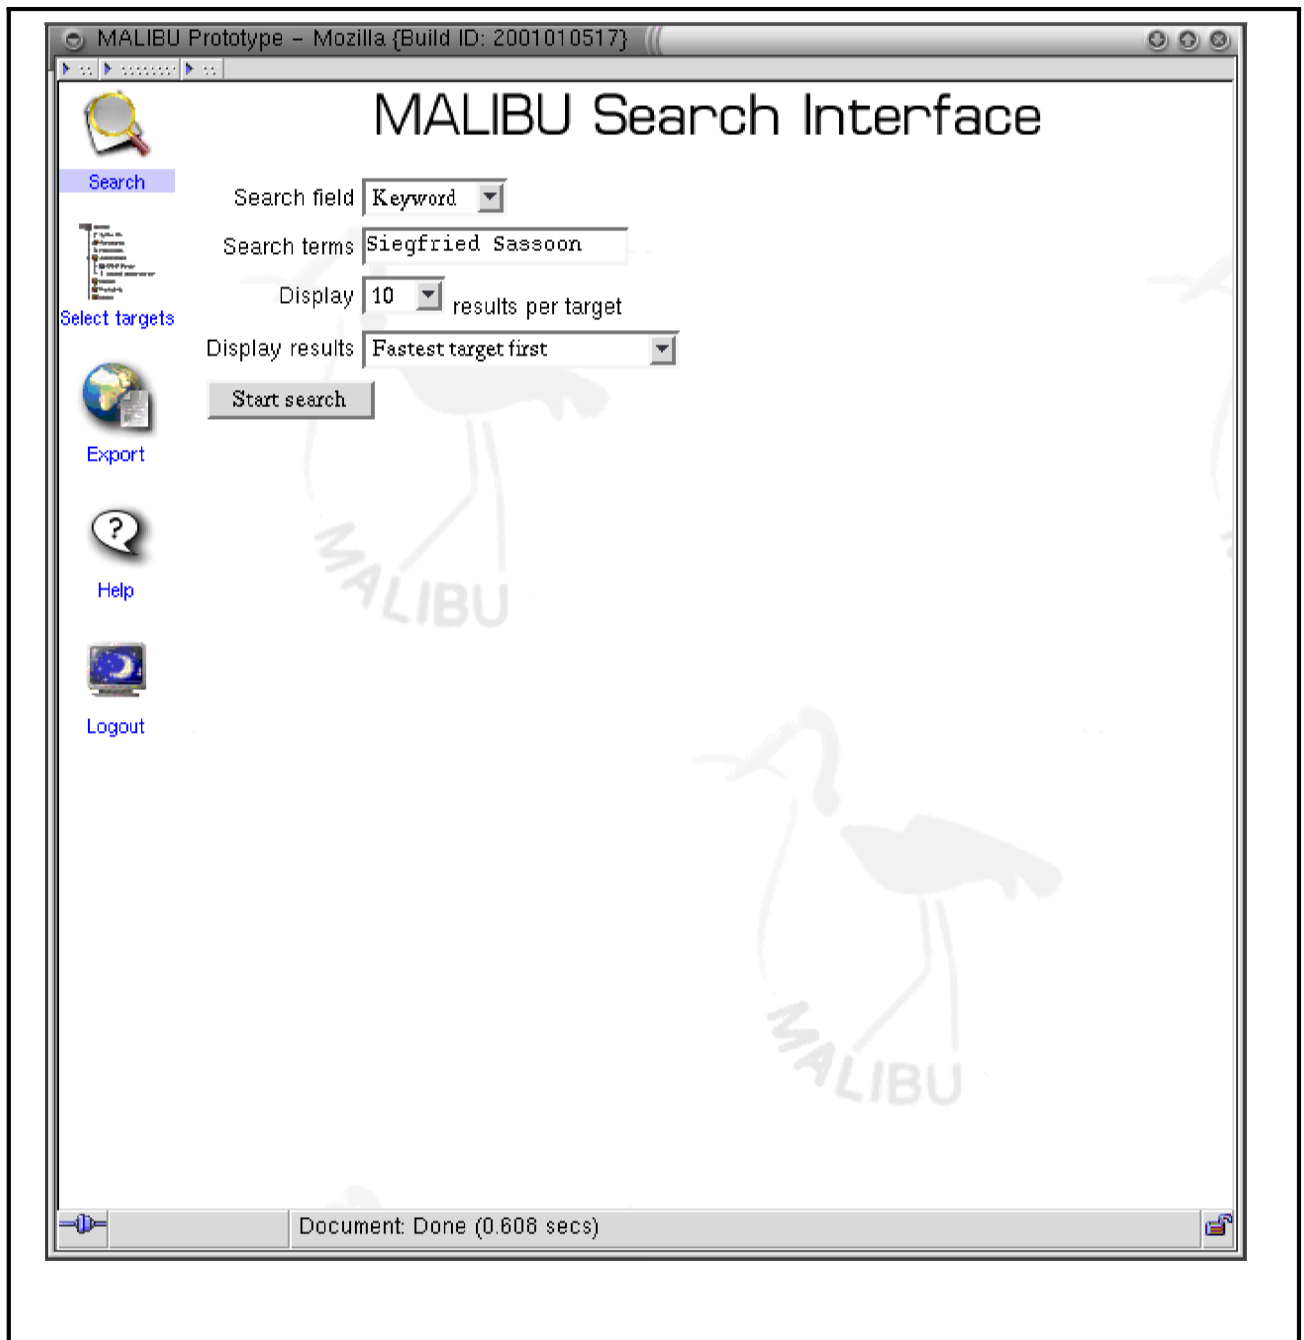 MALIBU Prototype – Mozilla {Build ID: 2001010517}
MALIBU Search Interface
Search
Search field Keyword
Search terms Siegfried Sassoon
Display 10 results per target
Select targets
Display results Fastest target first
Start search
Export
MALIBU
Help
Logout
MALIBU
Document: Done (0.608 secs)